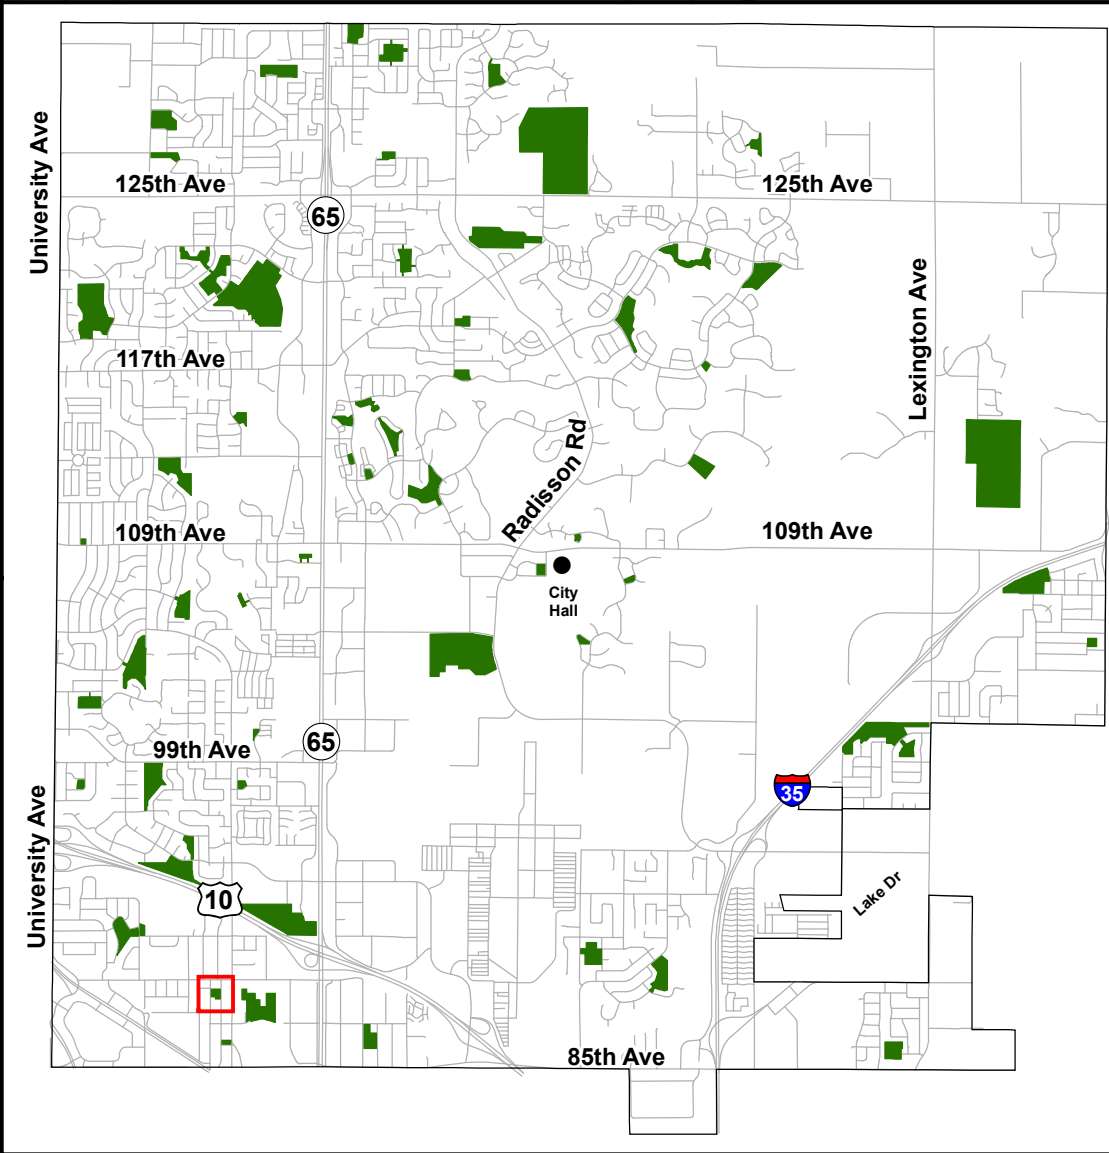 University Ave
125th Ave
125th Ave
65
Lexington Ave
117th Ave
Radisson Rd
109th Ave
109th Ave
City
Hall
99th Ave
65
35
University Ave
10
Lake Dr
85th Ave